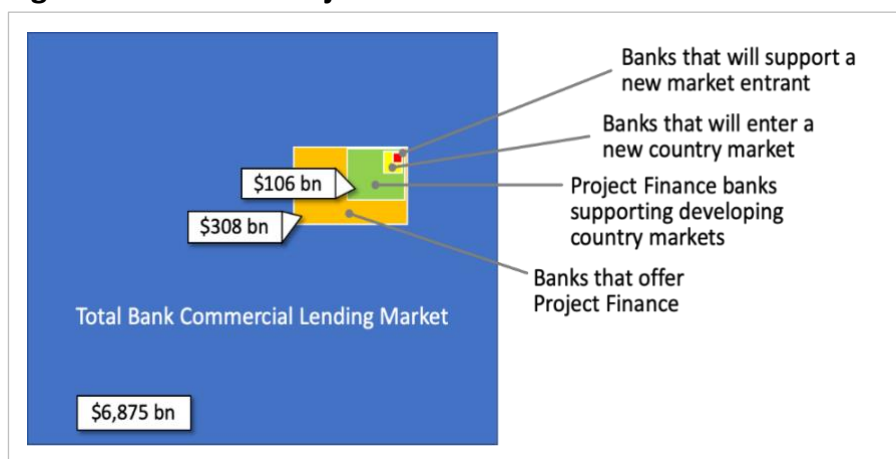 Banks that will support a
new market entrant
Banks that will enter a
new country market
$106 bn
Project Finance banks
supporting developing
country markets
$308 bn
Banks that offer
Project Finance
Total Bank Commercial Lending Market
$6,875 bn